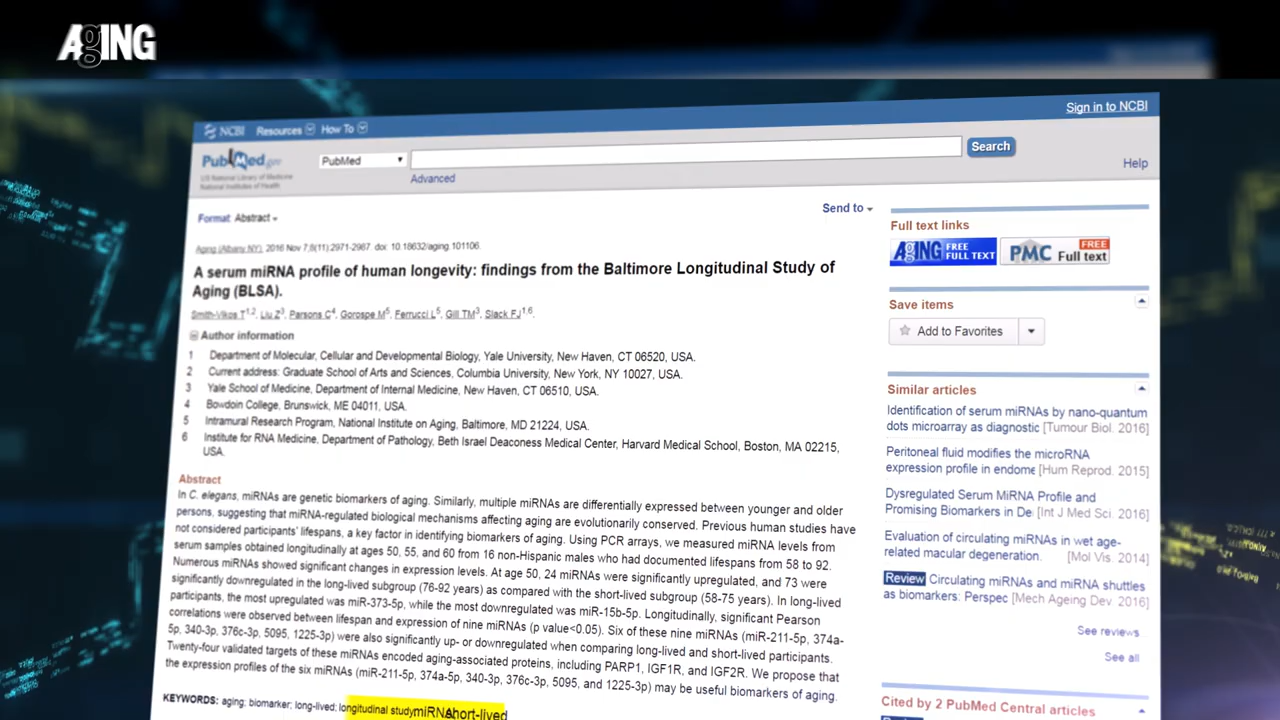 AgING
Sign in to NCBI
NCBI Resources How To
PubMed.gov
US National Library of Medicine
National Institutes of Health
PubMed
Search
Advanced
Help
Format: Abstract
Send to
Aging (Albany NY). 2016 Nov 7;8(11):2971-2987. doi: 10.18632/aging.101106.
A serum miRNA profile of human longevity: findings from the Baltimore Longitudinal Study of
Aging (BLSA).
Smith-Vikos T1,2, Liu Z3, Parsons C4, Gorospe M5, Ferrucci L5, Gill TM3, Slack FJ1,6.
Author information
1 Department of Molecular, Cellular and Developmental Biology, Yale University, New Haven, CT 06520, USA.
2 Current address: Graduate School of Arts and Sciences, Columbia University, New York, NY 10027, USA.
3 Yale School of Medicine, Department of Internal Medicine, New Haven, CT 06510, USA.
4 Bowdoin College, Brunswick, ME 04011, USA.
5 Intramural Research Program, National Institute on Aging, Baltimore, MD 21224, USA.
6 Institute for RNA Medicine, Department of Pathology, Beth Israel Deaconess Medical Center, Harvard Medical School, Boston, MA 02215,
USA.
Abstract
In C. elegans, miRNAs are genetic biomarkers of aging. Similarly, multiple miRNAs are differentially expressed between younger and older
persons, suggesting that miRNA-regulated biological mechanisms affecting aging are evolutionarily conserved. Previous human studies have
not considered participants' lifespans, a key factor in identifying biomarkers of aging. Using PCR arrays, we measured miRNA levels from
serum samples obtained longitudinally at ages 50, 55, and 60 from 16 non-Hispanic males who had documented lifespans from 58 to 92.
Numerous miRNAs showed significant changes in expression levels. At age 50, 24 miRNAs were significantly upregulated, and 73 were
significantly downregulated in the long-lived subgroup (76-92 years) as compared with the short-lived subgroup (58-75 years). In long-lived
participants, the most upregulated was miR-373-5p, while the most downregulated was miR-15b-5p. Longitudinally, significant Pearson
correlations were observed between lifespan and expression of nine miRNAs (p value<0.05). Six of these nine miRNAs (miR-211-5p, 374a-
5p, 340-3p, 376c-3p, 5095, 1225-3p) were also significantly up- or downregulated when comparing long-lived and short-lived participants.
Twenty-four validated targets of these miRNAs encoded aging-associated proteins, including PARP1, IGF1R, and IGF2R. We propose that
the expression profiles of the six miRNAs (miR-211-5p, 374a-5p, 340-3p, 376c-3p, 5095, and 1225-3p) may be useful biomarkers of aging.
KEYWORDS: aging; biomarker; long-lived; longitudinal study miRNA short-lived
Full text links
AgING FREE FULL TEXT
PMC FREE Full text
Save items
Add to Favorites
Similar articles
Identification of serum miRNAs by nano-quantum
dots microarray as diagnostic [Tumour Biol. 2016]
Peritoneal fluid modifies the microRNA
expression profile in endome [Hum Reprod. 2015]
Dysregulated Serum MiRNA Profile and
Promising Biomarkers in De [Int J Med Sci. 2016]
Evaluation of circulating miRNAs in wet age-
related macular degeneration. [Mol Vis. 2014]
Review Circulating miRNAs and miRNA shuttles
as biomarkers: Perspec [Mech Ageing Dev. 2016]
See reviews
See all
Cited by 2 PubMed Central articles